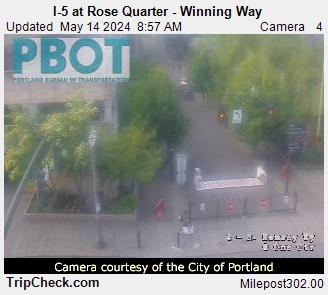 I-5 at Rose Quarter - Winning Way
Updated May 14 2024 8:57 AM Camera 4
PBOT
PORTLAND BUREAU OF TRANSPORTATION
Camera courtesy of the City of Portland
TripCheck.com Milepost302.00